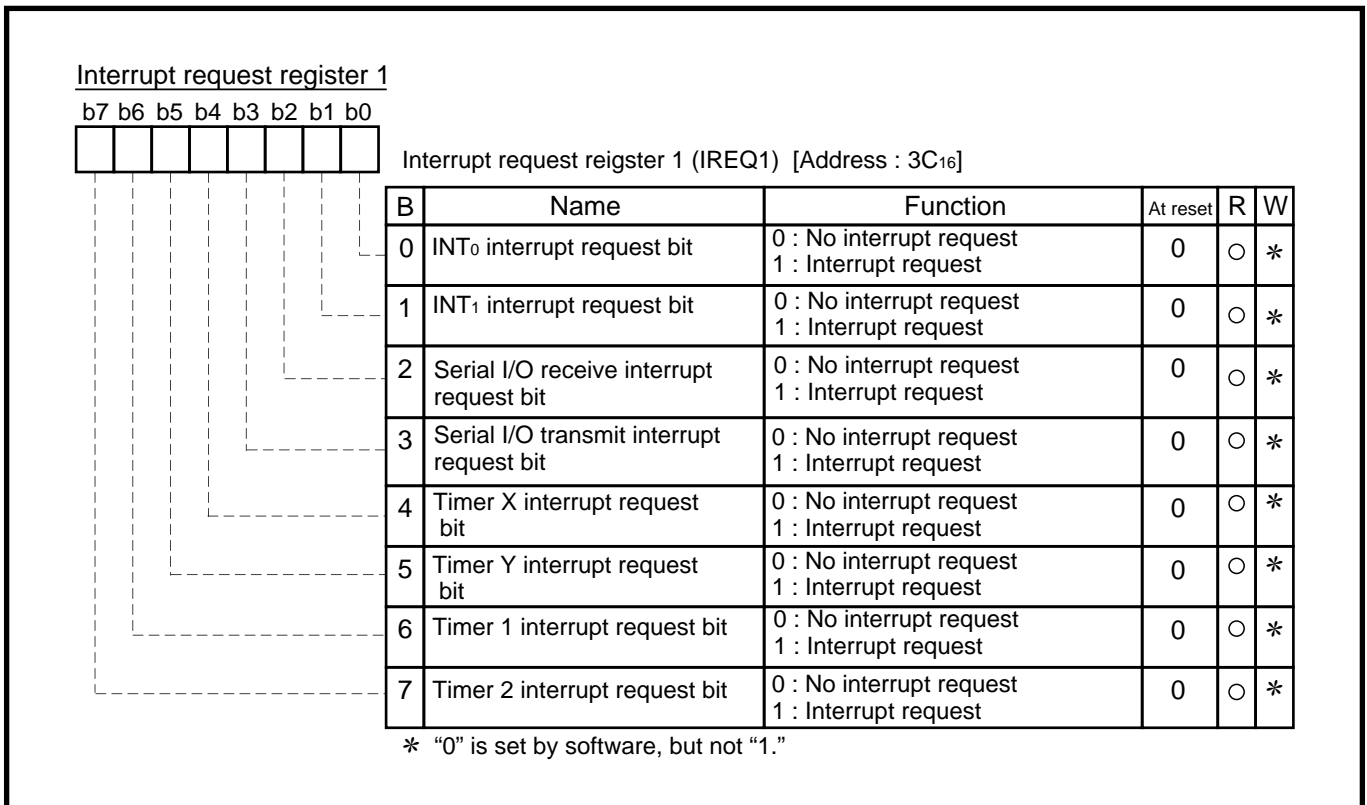 Interrupt request register 1
b7 b6 b5 b4 b3 b2 b1 b0
Interrupt request reigster 1 (IREQ1) [Address : 3C16]
B Name Function At reset R W
0 INT0 interrupt request bit 0 : No interrupt request 0 ○ *
1 : Interrupt request
1 INT1 interrupt request bit 0 : No interrupt request 0 ○ *
1 : Interrupt request
2 Serial I/O receive interrupt 0 : No interrupt request 0 ○ *
request bit 1 : Interrupt request
3 Serial I/O transmit interrupt 0 : No interrupt request 0 ○ *
request bit 1 : Interrupt request
4 Timer X interrupt request 0 : No interrupt request 0 ○ *
bit 1 : Interrupt request
5 Timer Y interrupt request 0 : No interrupt request 0 ○ *
bit 1 : Interrupt request
6 Timer 1 interrupt request bit 0 : No interrupt request 0 ○ *
1 : Interrupt request
7 Timer 2 interrupt request bit 0 : No interrupt request 0 ○ *
1 : Interrupt request
* “0” is set by software, but not “1.”